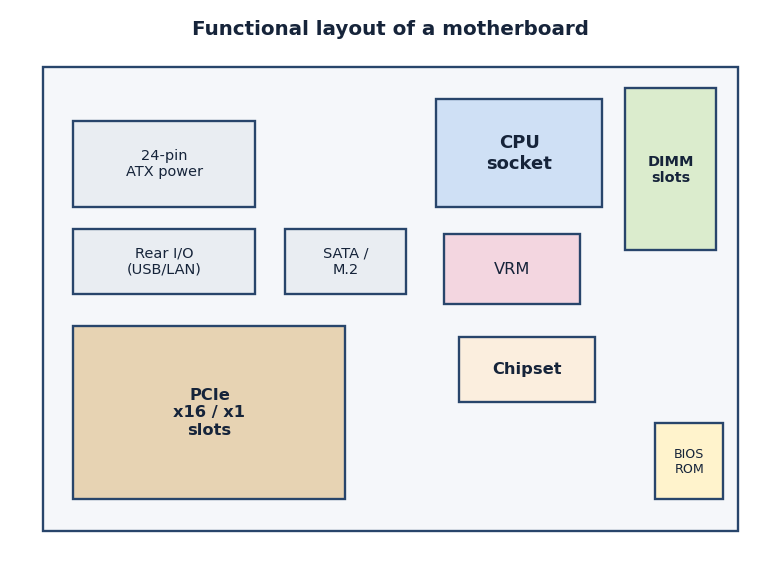 Functional layout of a motherboard
24-pin
ATX power
CPU
socket
DIMM
slots
Rear I/O
(USB/LAN)
SATA /
M.2
VRM
Chipset
PCIe
x16 / x1
slots
BIOS
ROM